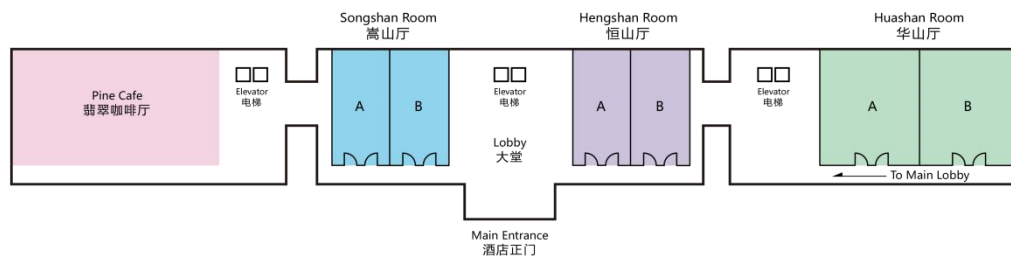 Songshan Room
嵩山厅
Hengshan Room
恒山厅
Huashan Room
华山厅
Pine Cafe
翡翠咖啡厅
Elevator
电梯
A
B
Elevator
电梯
Lobby
大堂
A
B
Elevator
电梯
A
B
To Main Lobby
Main Entrance
酒店正门